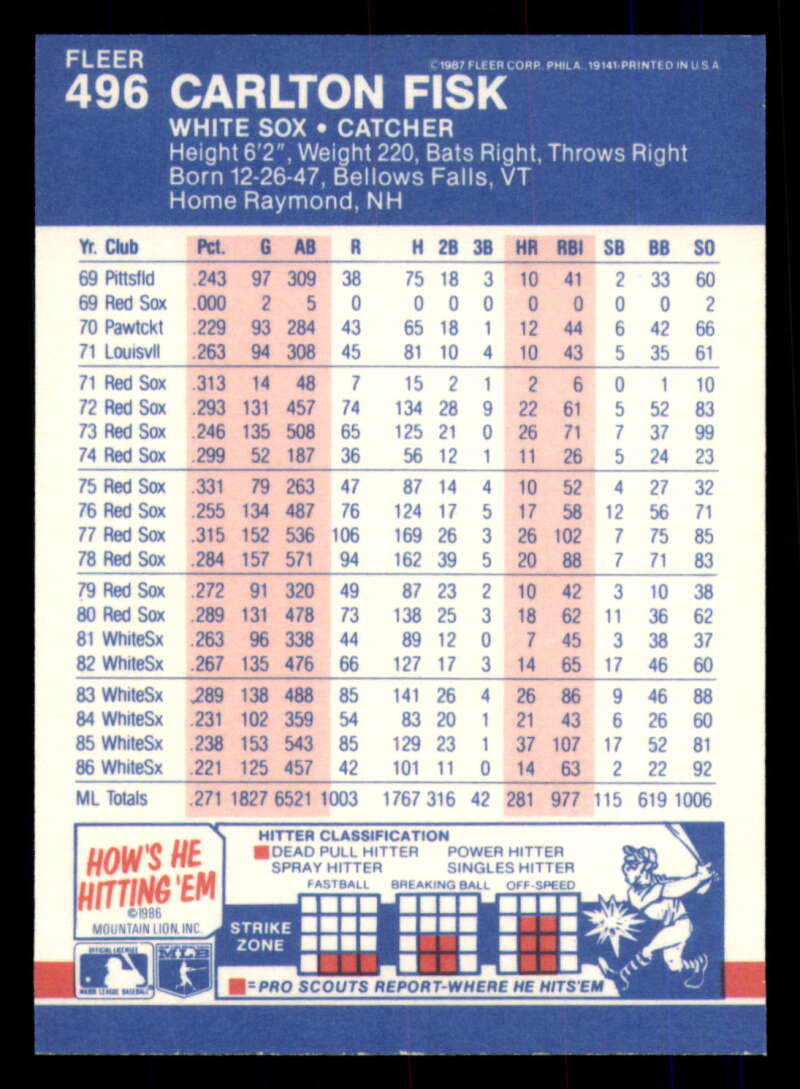 FLEER
496 CARLTON FISK
©1987 FLEER CORP. PHILA. 19141-PRINTED IN U.S.A.
WHITE SOX • CATCHER
Height 6'2", Weight 220, Bats Right, Throws Right
Born 12-26-47, Bellows Falls, VT
Home Raymond, NH
Yr. Club Pct. G AB R H 2B 3B HR RBI SB BB SO
69 Pittsfld .243 97 309 38 75 18 3 10 41 2 33 60
69 Red Sox .000 2 5 0 0 0 0 0 0 0 0 2
70 Pawtckt .229 93 284 43 65 18 1 12 44 6 42 66
71 Louisvll .263 94 308 45 81 10 4 10 43 5 35 61
71 Red Sox .313 14 48 7 15 2 1 2 6 0 1 10
72 Red Sox .293 131 457 74 134 28 9 22 61 5 52 83
73 Red Sox .246 135 508 65 125 21 0 26 71 7 37 99
74 Red Sox .299 52 187 36 56 12 1 11 26 5 24 23
75 Red Sox .331 79 263 47 87 14 4 10 52 4 27 32
76 Red Sox .255 134 487 76 124 17 5 17 58 12 56 71
77 Red Sox .315 152 536 106 169 26 3 26 102 7 75 85
78 Red Sox .284 157 571 94 162 39 5 20 88 7 71 83
79 Red Sox .272 91 320 49 87 23 2 10 42 3 10 38
80 Red Sox .289 131 478 73 138 25 3 18 62 11 36 62
81 WhiteSx .263 96 338 44 89 12 0 7 45 3 38 37
82 WhiteSx .267 135 476 66 127 17 3 14 65 17 46 60
83 WhiteSx .289 138 488 85 141 26 4 26 86 9 46 88
84 WhiteSx .231 102 359 54 83 20 1 21 43 6 26 60
85 WhiteSx .238 153 543 85 129 23 1 37 107 17 52 81
86 WhiteSx .221 125 457 42 101 11 0 14 63 2 22 92
ML Totals .271 1827 6521 1003 1767 316 42 281 977 115 619 1006
HOW'S HE
HITTING 'EM
©1986
MOUNTAIN LION, INC.
OFFICIAL LICENSEE
MAJOR LEAGUE BASEBALL
MLB
HITTER CLASSIFICATION
DEAD PULL HITTER POWER HITTER
SPRAY HITTER SINGLES HITTER
FASTBALL BREAKING BALL OFF-SPEED
STRIKE
ZONE
=PRO SCOUTS REPORT-WHERE HE HITS'EM